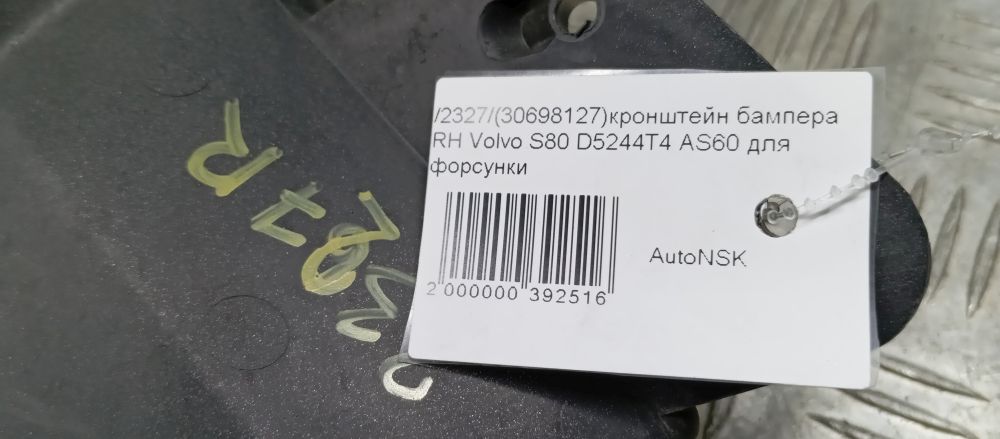 /2327/(30698127)кронштейн бампера
RH Volvo S80 D5244T4 AS60 для
форсунки
AutoNSK
2 000000 392516